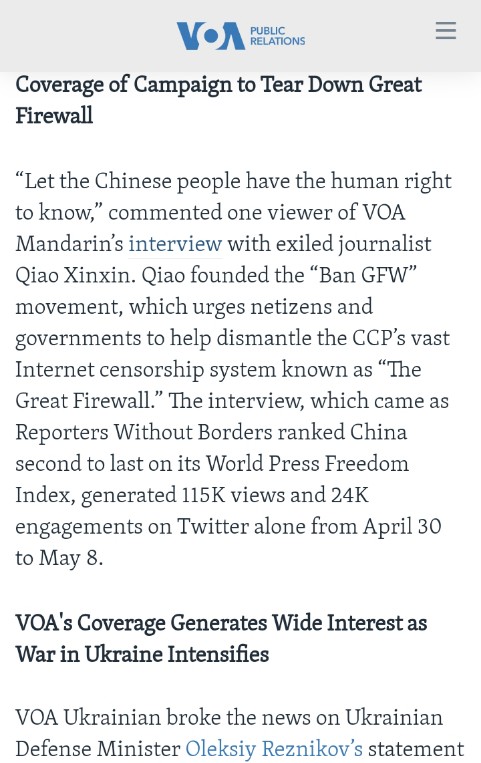 VOA PUBLIC
RELATIONS
Coverage of Campaign to Tear Down Great
Firewall
“Let the Chinese people have the human right
to know,” commented one viewer of VOA
Mandarin’s interview with exiled journalist
Qiao Xinxin. Qiao founded the “Ban GFW”
movement, which urges netizens and
governments to help dismantle the CCP’s vast
Internet censorship system known as “The
Great Firewall.” The interview, which came as
Reporters Without Borders ranked China
second to last on its World Press Freedom
Index, generated 115K views and 24K
engagements on Twitter alone from April 30
to May 8.
VOA's Coverage Generates Wide Interest as
War in Ukraine Intensifies
VOA Ukrainian broke the news on Ukrainian
Defense Minister Oleksiy Reznikov’s statement